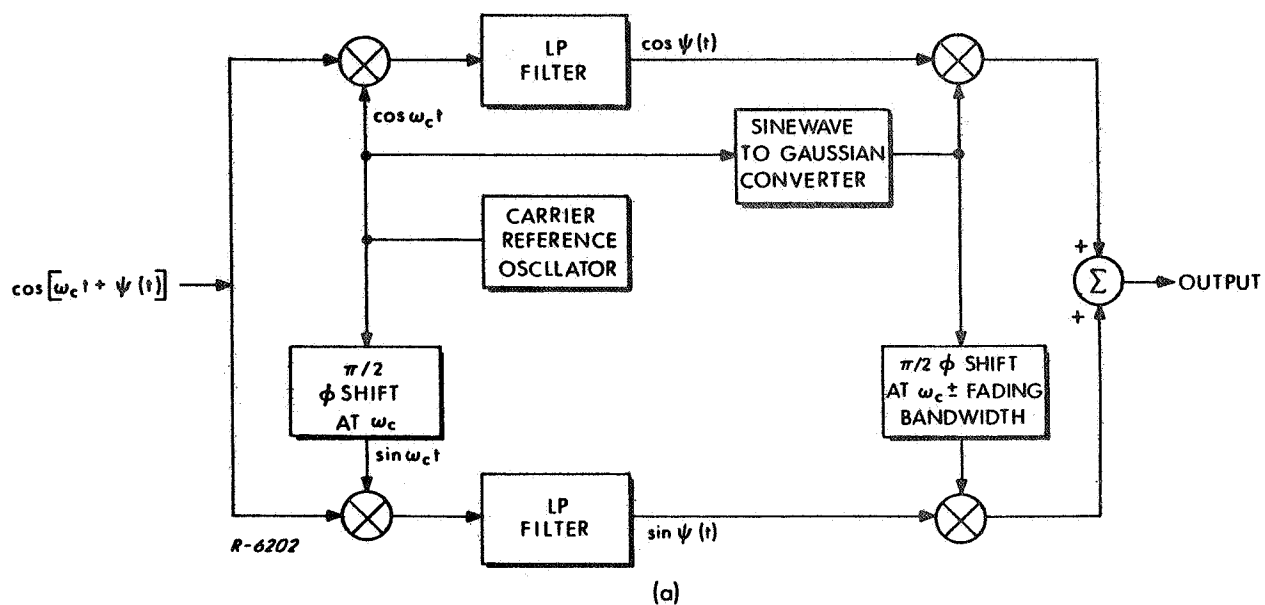 LP
FILTER
cos ψ(t)
cos ω_c t
SINEWAVE
TO GAUSSIAN
CONVERTER
CARRIER
REFERENCE
OSCLLATOR
cos[ω_c t + ψ(t)]
+
Σ
OUTPUT
+
π/2
ϕ SHIFT
AT ω_c
π/2 ϕ SHIFT
AT ω_c ± FADING
BANDWIDTH
sin ω_c t
LP
FILTER
sin ψ(t)
R-6202
(a)